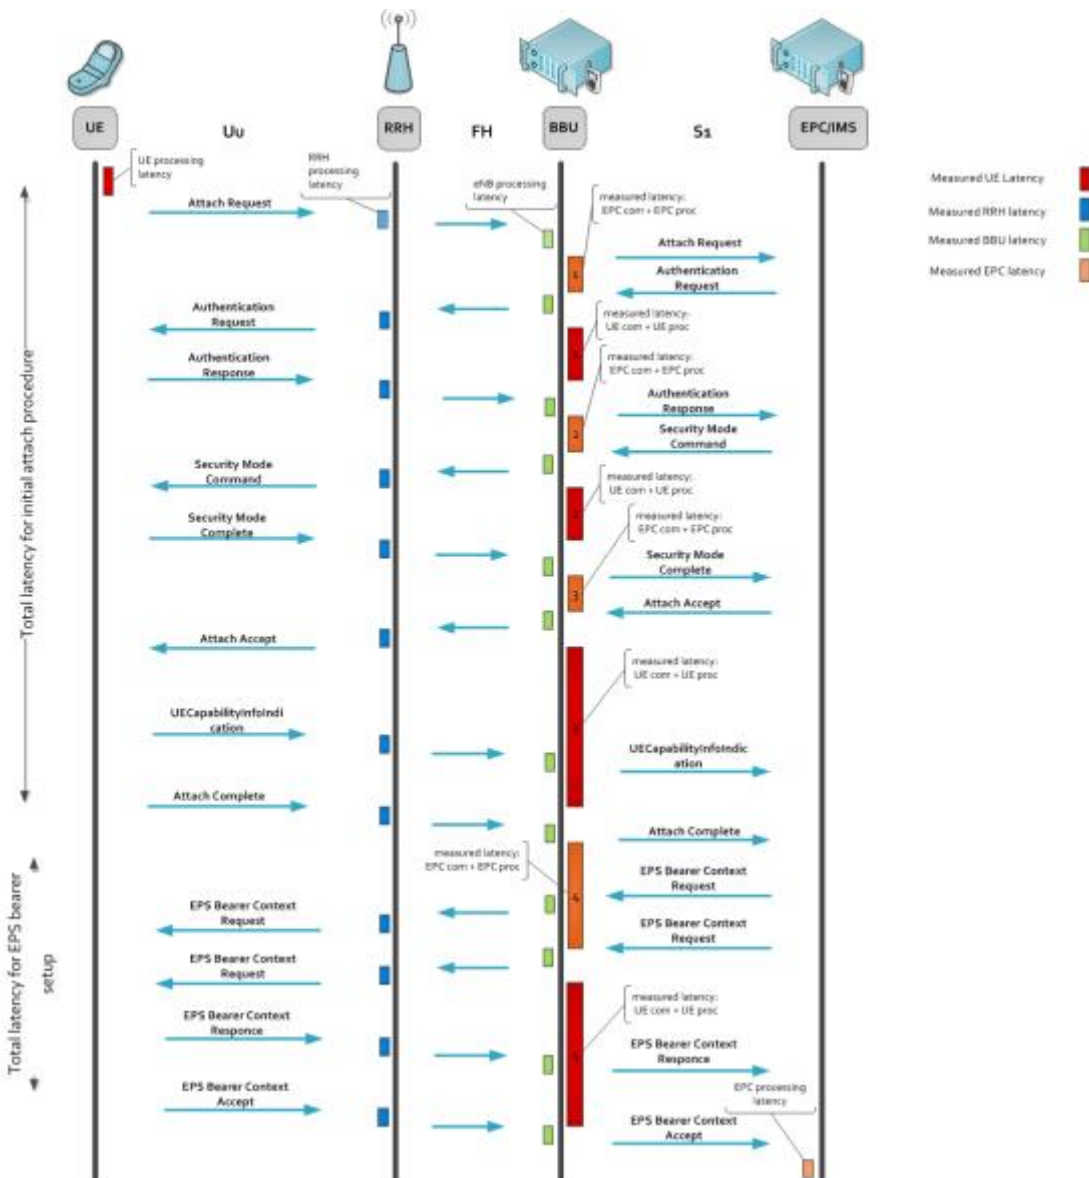 UE
Uu
RRH
FH
BBU
S1
EPC/IMS
UE processing
latency
RRH
processing
latency
eNB processing
latency
measured latency:
EPC com + EPC proc
Measured UE Latency
Measured RRH latency
Measured BBU latency
Measured EPC latency
Attach Request
Attach Request
1
Authentication
Request
Authentication
Request
measured latency:
UE com + UE proc
Authentication
Response
measured latency:
EPC com + EPC proc
Authentication
Response
2
Security Mode
Command
Security Mode
Command
measured latency:
UE com + UE proc
2
Security Mode
Complete
measured latency:
EPC com + EPC proc
Security Mode
Complete
3
Attach Accept
Attach Accept
measured latency:
UE com + UE proc
3
UECapabilityInfoIndi
cation
UECapabilityInfoIndic
ation
Attach Complete
Attach Complete
measured latency:
EPC com + EPC proc
4
EPS Bearer Context
Request
EPS Bearer Context
Request
EPS Bearer Context
Request
EPS Bearer Context
Request
measured latency:
UE com + UE proc
EPS Bearer Context
Responce
EPS Bearer Context
Responce
EPS Bearer Context
Accept
EPC processing
latency
EPS Bearer Context
Accept
Total latency for initial attach procedure
Total latency for EPS bearer
setup